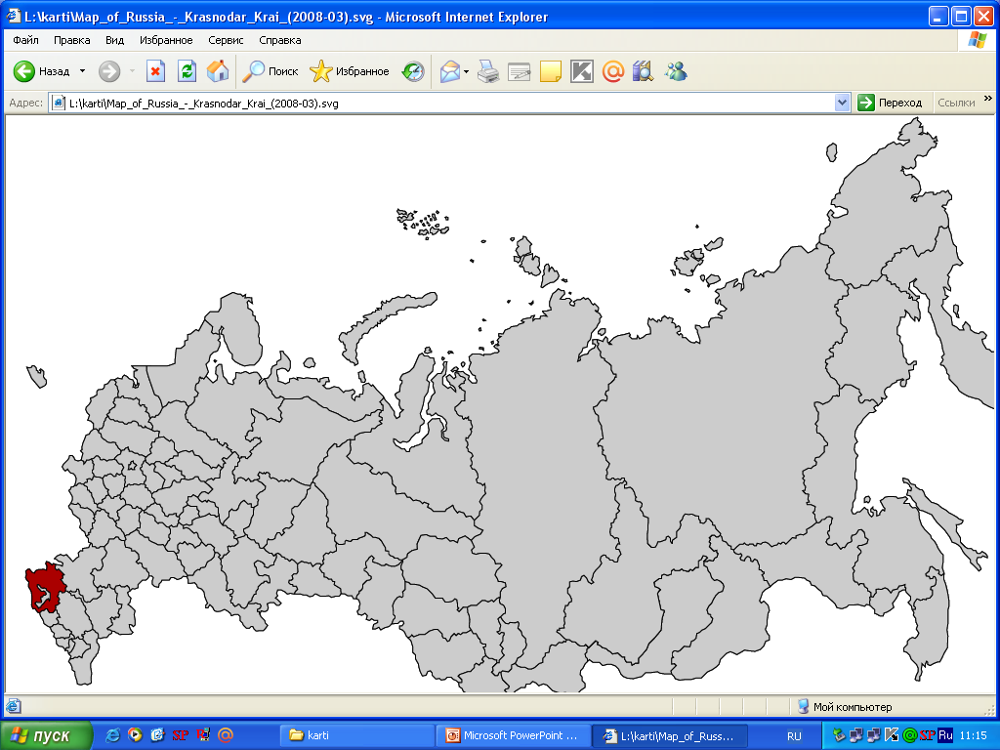 L:\karti\Map_of_Russia_-_Krasnodar_Krai_(2008-03).svg - Microsoft Internet Explorer
Файл Правка Вид Избранное Сервис Справка
Назад Поиск Избранное
Адрес: L:\karti\Map_of_Russia_-_Krasnodar_Krai_(2008-03).svg Переход Ссылки »
Мой компьютер
пуск SP karti Microsoft PowerPoint ... L:\karti\Map_of_Russ... RU SP Ru 11:15